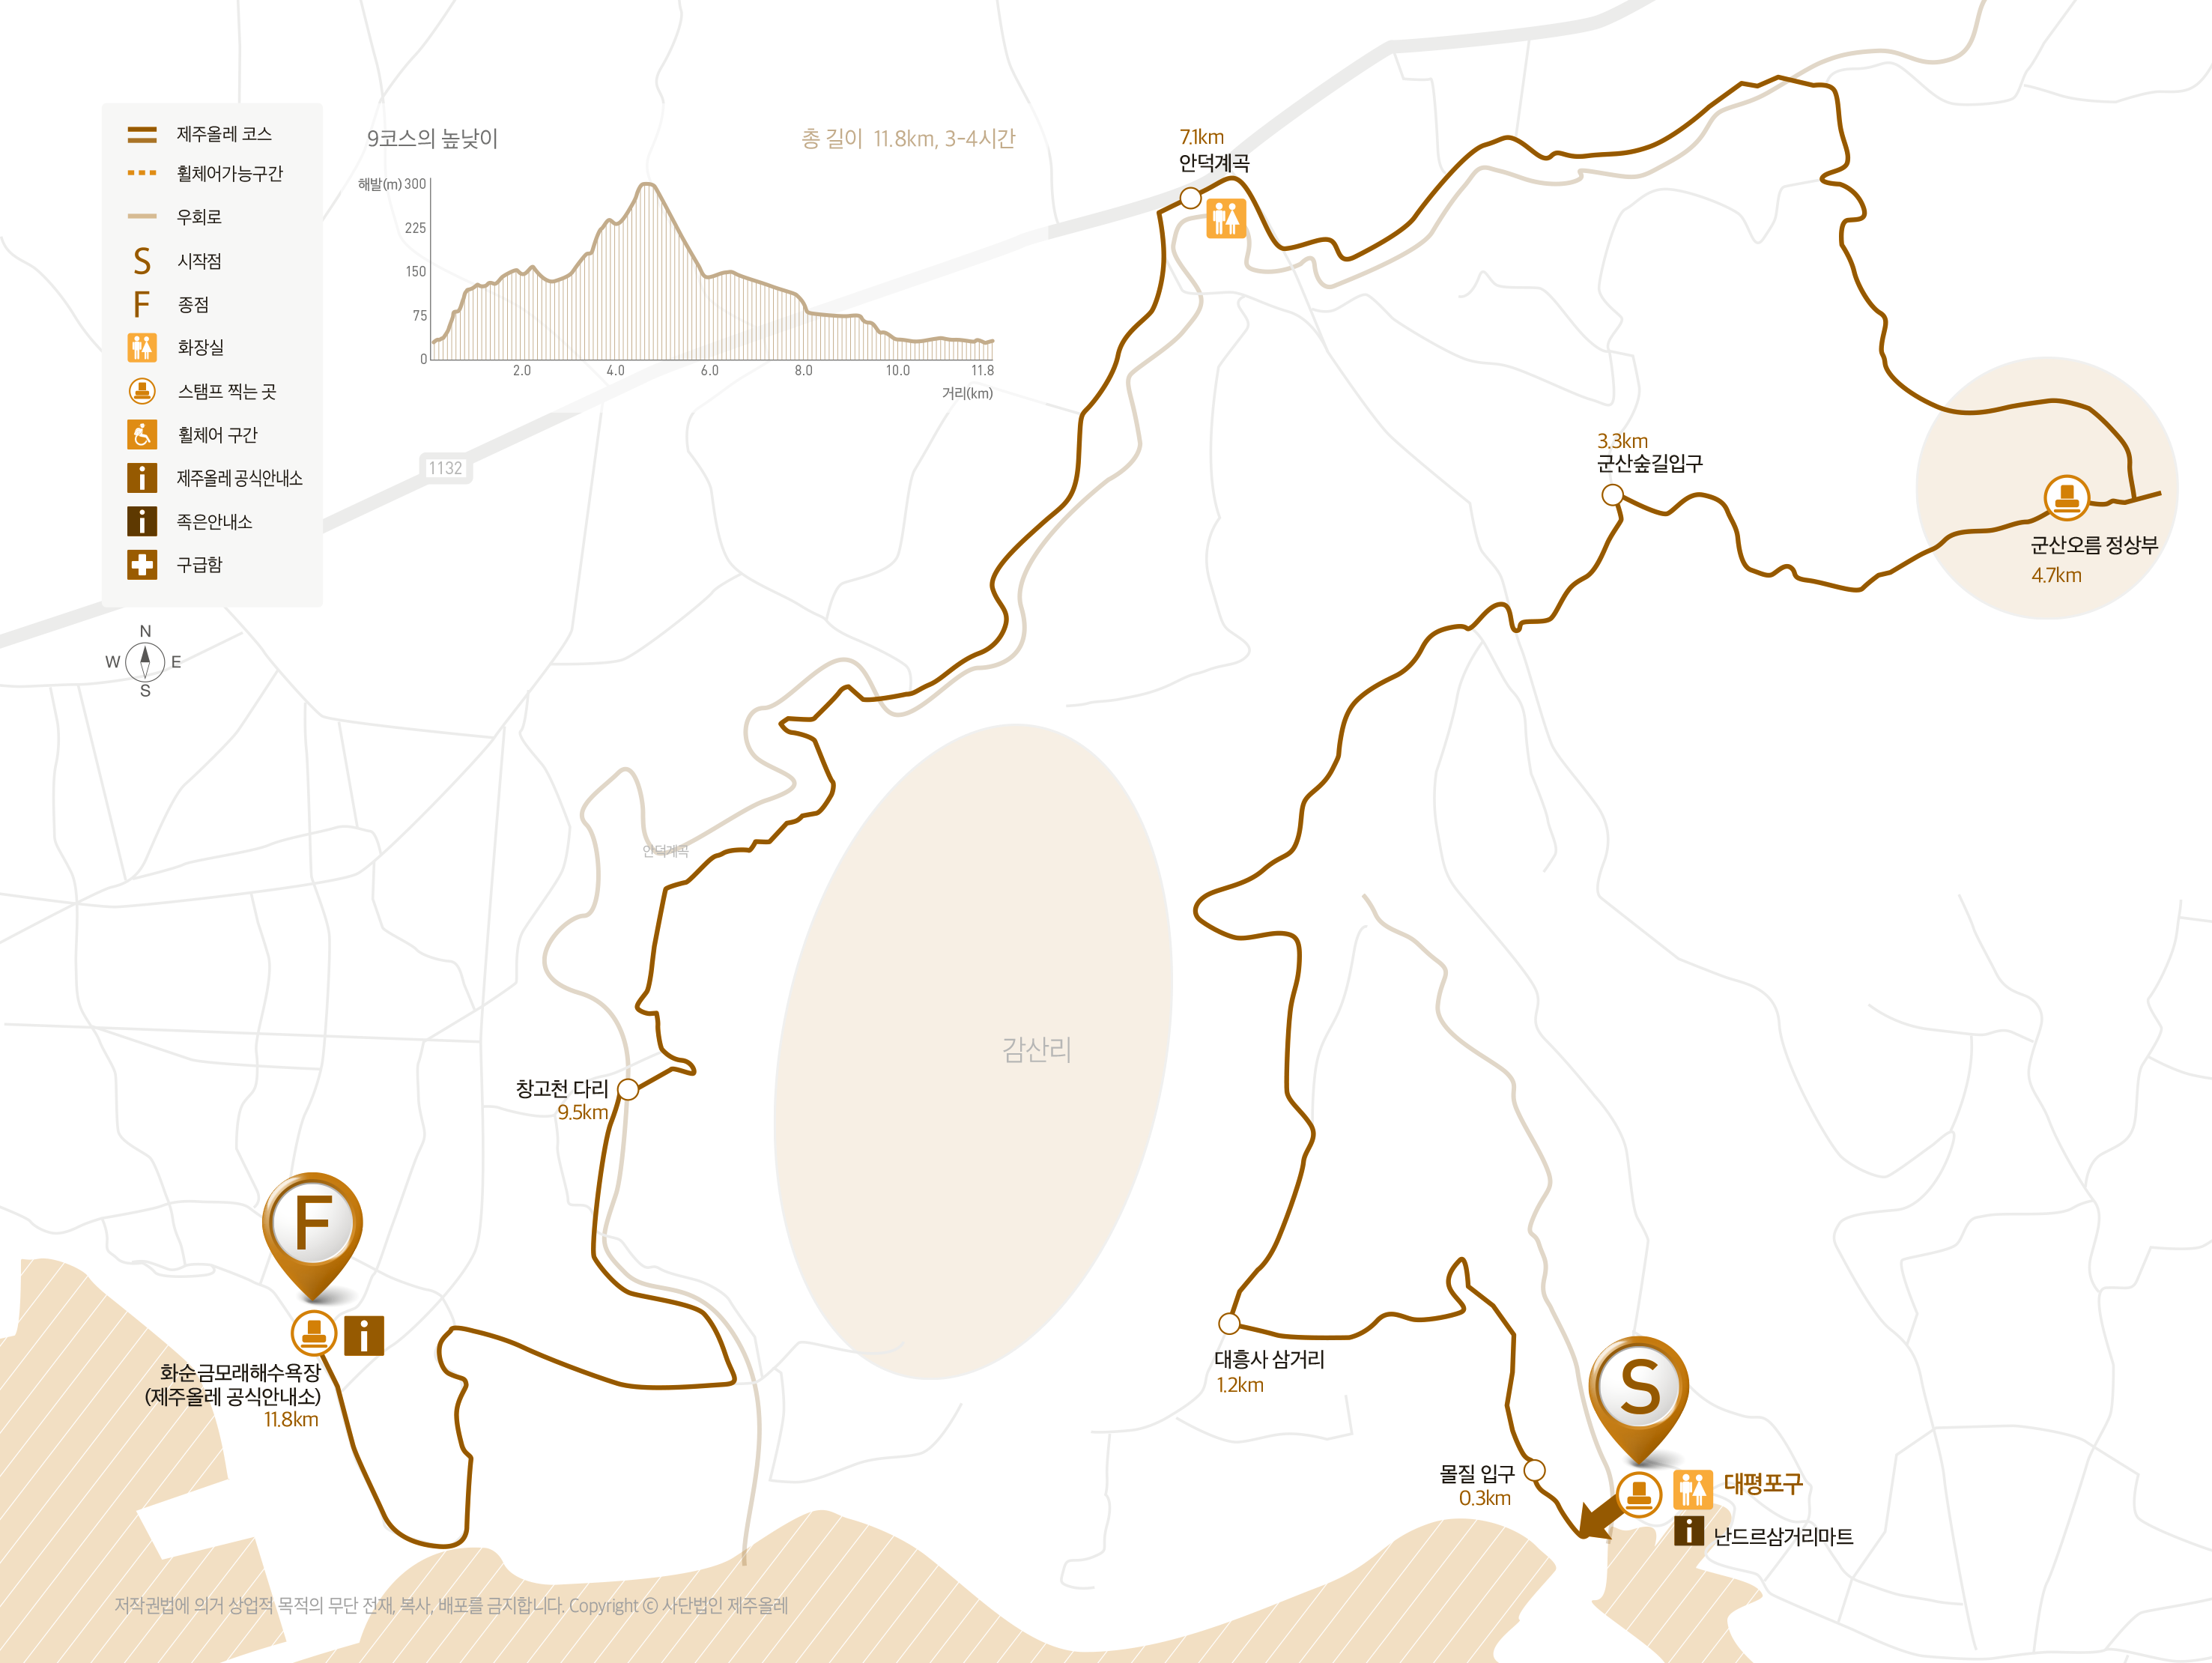 제주올레 코스
휠체어가능구간
우회로
S 시작점
F 종점
화장실
스탬프 찍는 곳
휠체어 구간
i 제주올레 공식안내소
i 족은안내소
구급함
N
W E
S
9코스의 높낮이
총 길이 11.8km, 3-4시간
해발(m) 300
225
150
75
0
2.0 4.0 6.0 8.0 10.0 11.8
거리(km)
1132
7.1km
안덕계곡
3.3km
군산숲길입구
군산오름 정상부
4.7km
안덕계곡
감산리
창고천 다리
9.5km
F
i
화순금모래해수욕장
(제주올레 공식안내소)
11.8km
대흥사 삼거리
1.2km
S
몰질 입구
0.3km
대평포구
i 난드르삼거리마트
저작권법에 의거 상업적 목적의 무단 전재, 복사, 배포를 금지합니다. Copyright © 사단법인 제주올레